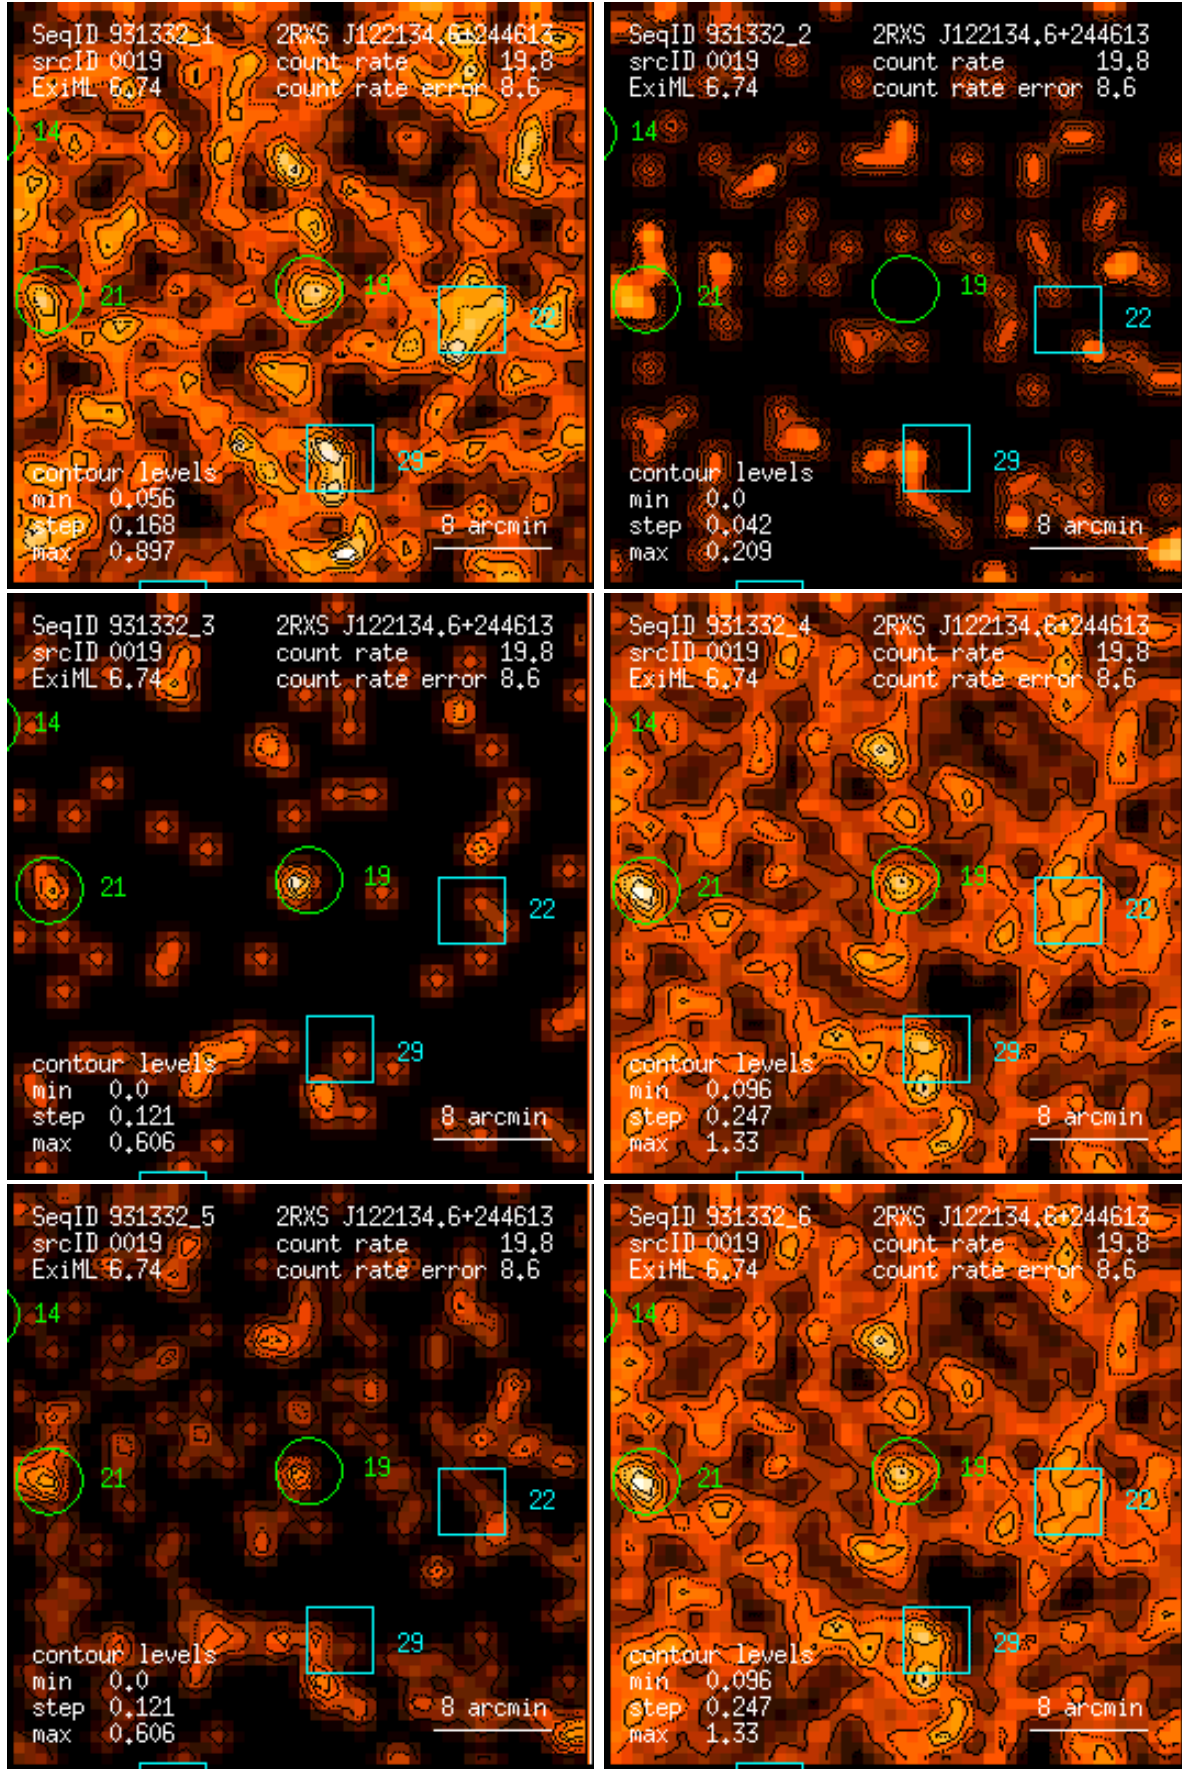 SeqID 931332_1 2RXS J122134.6+244613
srcID 0019 count rate 19.8
ExiML 6.74 count rate error 8.6
14
21
19
22
29
contour levels
min 0.056
step 0.168
max 0.897
8 arcmin
SeqID 931332_2 2RXS J122134.6+244613
srcID 0019 count rate 19.8
ExiML 6.74 count rate error 8.6
14
21
19
22
29
contour levels
min 0.0
step 0.042
max 0.209
8 arcmin
SeqID 931332_3 2RXS J122134.6+244613
srcID 0019 count rate 19.8
ExiML 6.74 count rate error 8.6
14
21
19
22
29
contour levels
min 0.0
step 0.121
max 0.606
8 arcmin
SeqID 931332_4 2RXS J122134.6+244613
srcID 0019 count rate 19.8
ExiML 6.74 count rate error 8.6
14
21
19
22
29
contour levels
min 0.096
step 0.247
max 1.33
8 arcmin
SeqID 931332_5 2RXS J122134.6+244613
srcID 0019 count rate 19.8
ExiML 6.74 count rate error 8.6
14
21
19
22
29
contour levels
min 0.0
step 0.121
max 0.606
8 arcmin
SeqID 931332_6 2RXS J122134.6+244613
srcID 0019 count rate 19.8
ExiML 6.74 count rate error 8.6
14
21
19
22
29
contour levels
min 0.096
step 0.247
max 1.33
8 arcmin